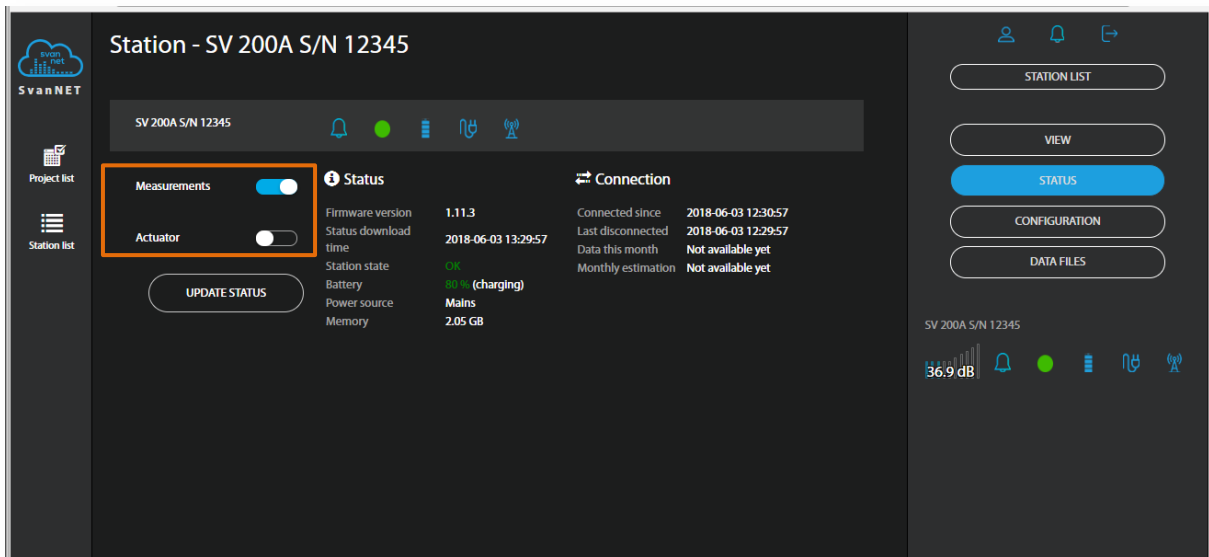 svan
net
SvanNET
Project list
Station list
Station - SV 200A S/N 12345
SV 200A S/N 12345
Measurements
Actuator
UPDATE STATUS
Status
Firmware version 1.11.3
Status download time 2018-06-03 13:29:57
Station state OK
Battery 80 % (charging)
Power source Mains
Memory 2.05 GB
Connection
Connected since 2018-06-03 12:30:57
Last disconnected 2018-06-03 12:29:57
Data this month Not available yet
Monthly estimation Not available yet
STATION LIST
VIEW
STATUS
CONFIGURATION
DATA FILES
SV 200A S/N 12345
36.9 dB